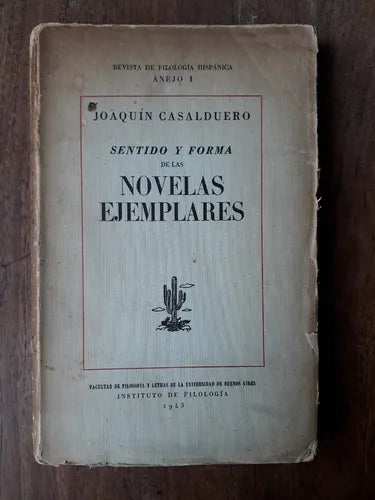 REVISTA DE FILOLOGÍA HISPÁNICA
ANEJO I
JOAQUÍN CASALDUERO
SENTIDO Y FORMA
DE LAS
NOVELAS
EJEMPLARES
FACULTAD DE FILOSOFÍA Y LETRAS DE LA UNIVERSIDAD DE BUENOS AIRES
INSTITUTO DE FILOLOGÍA
1943